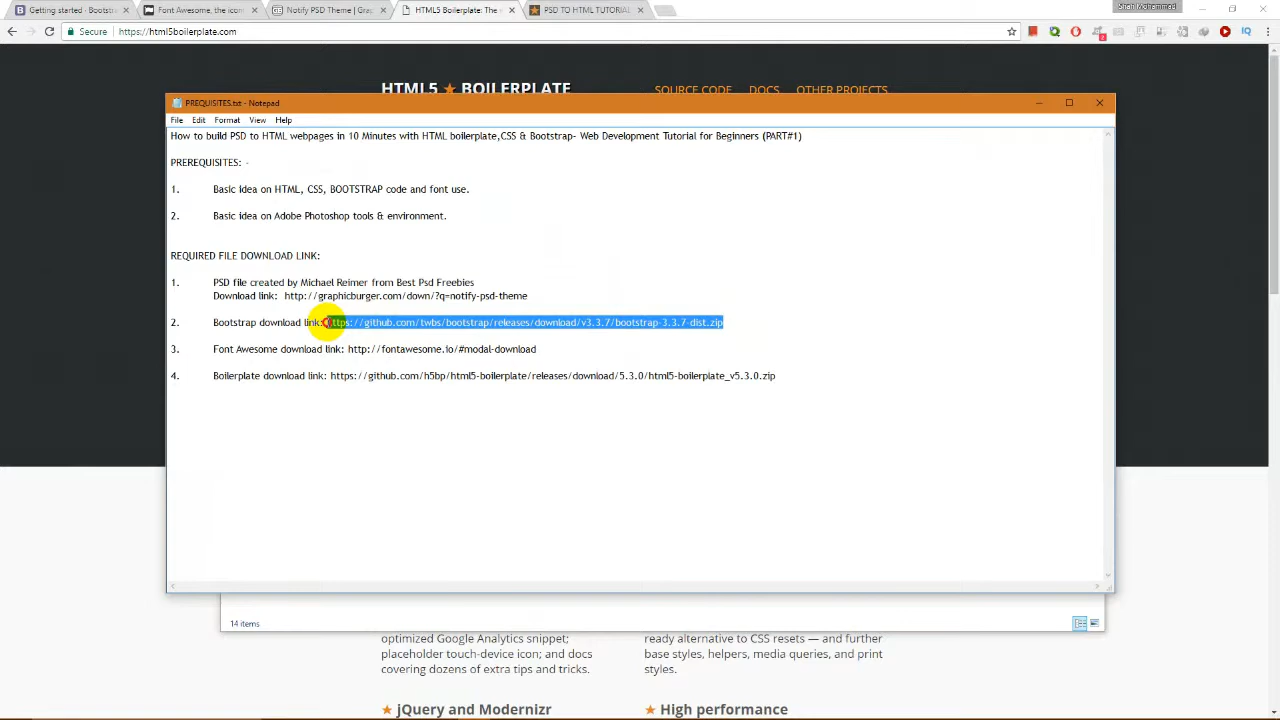 Getting started - Bootst
Font Awesome, the icon
Notify PSD Theme | Gra
HTML5 Boilerplate: The
PSD TO HTML TUTORIAL
Secure
https://html5boilerplate.com
HTML5 ★ BOILERPLATE
SOURCE CODE DOCS OTHER PROJECTS
PREQUISITES.txt - Notepad
File Edit Format View Help
How to build PSD to HTML webpages in 10 Minutes with HTML boilerplate,CSS & Bootstrap- Web Development Tutorial for Beginners (PART#1)
PREREQUISITES: -
1. Basic idea on HTML, CSS, BOOTSTRAP code and font use.
2. Basic idea on Adobe Photoshop tools & environment.
REQUIRED FILE DOWNLOAD LINK:
1. PSD file created by Michael Reimer from Best Psd Freebies
Download link: http://graphicburger.com/down/?q=notify-psd-theme
2. Bootstrap download link: https://github.com/twbs/bootstrap/releases/download/v3.3.7/bootstrap-3.3.7-dist.zip
3. Font Awesome download link: http://fontawesome.io/#modal-download
4. Boilerplate download link: https://github.com/h5bp/html5-boilerplate/releases/download/5.3.0/html5-boilerplate_v5.3.0.zip
14 items
optimized Google Analytics snippet;
placeholder touch-device icon; and docs
covering dozens of extra tips and tricks.
ready alternative to CSS resets — and further
base styles, helpers, media queries, and print
styles.
★ jQuery and Modernizr
★ High performance